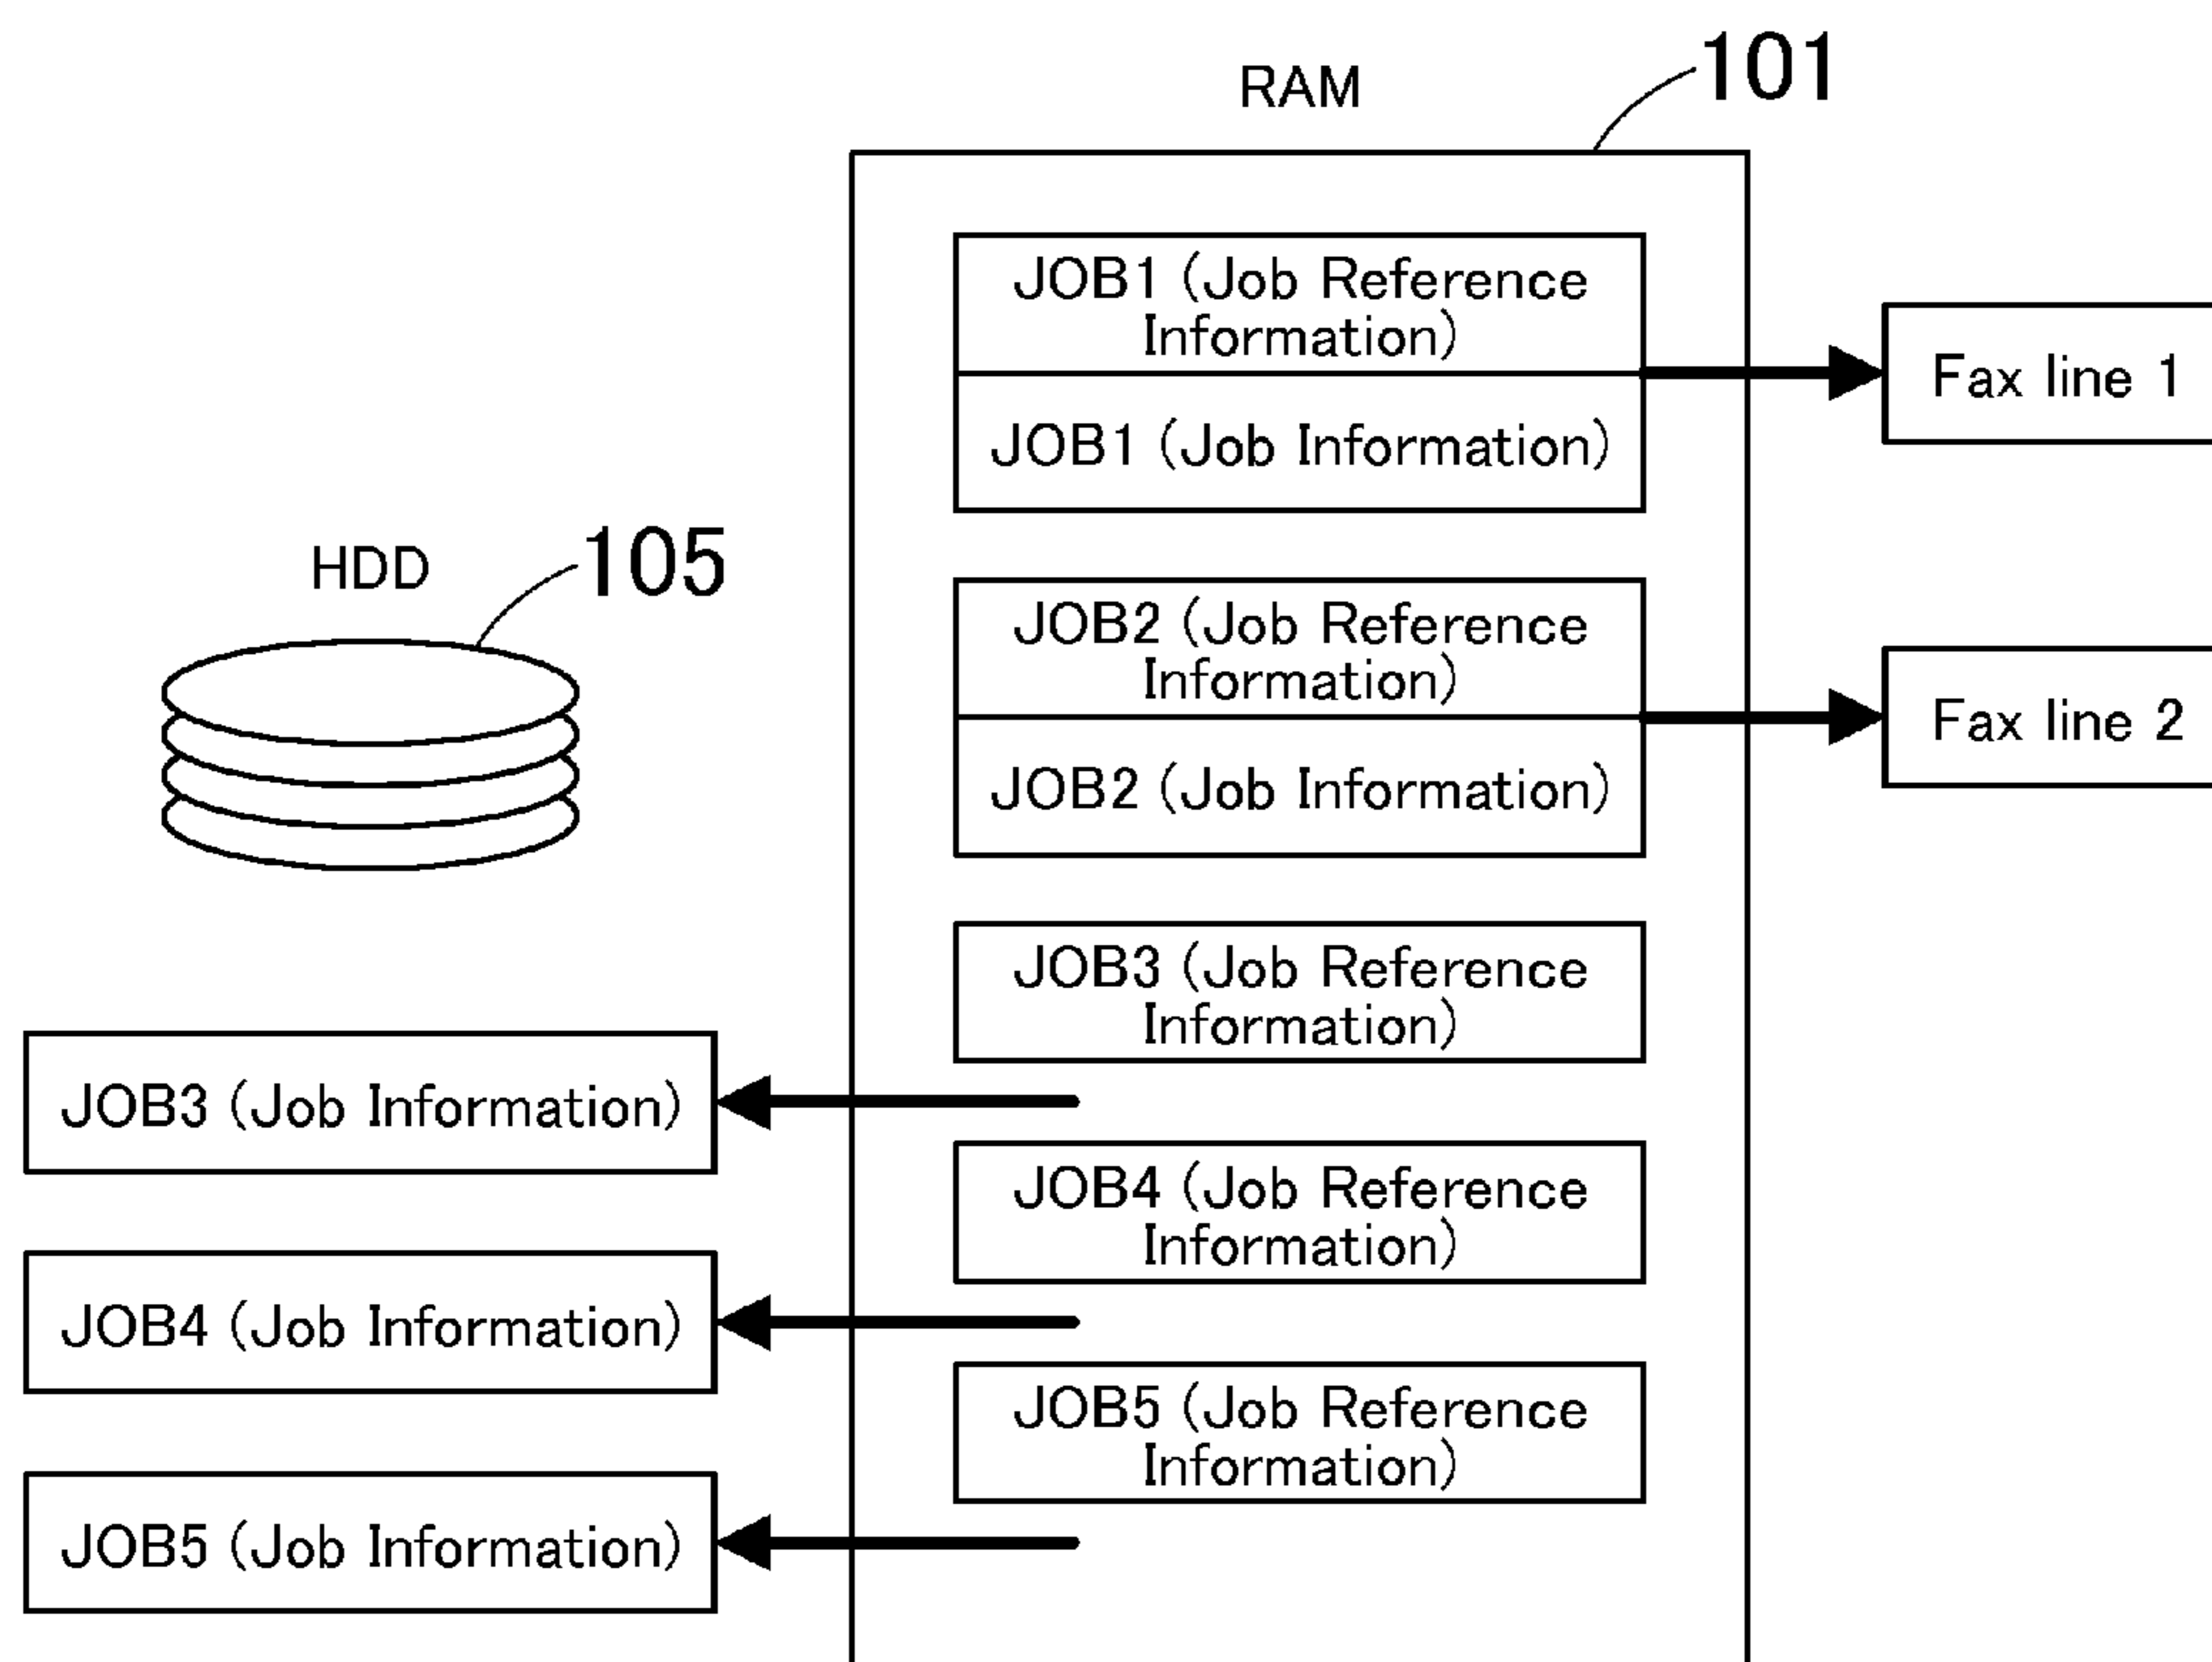 RAM
101
JOB1 (Job Reference
Information)
JOB1 (Job Information)
Fax line 1
HDD
105
JOB2 (Job Reference
Information)
JOB2 (Job Information)
Fax line 2
JOB3 (Job Reference
Information)
JOB3 (Job Information)
JOB4 (Job Reference
Information)
JOB4 (Job Information)
JOB5 (Job Reference
Information)
JOB5 (Job Information)